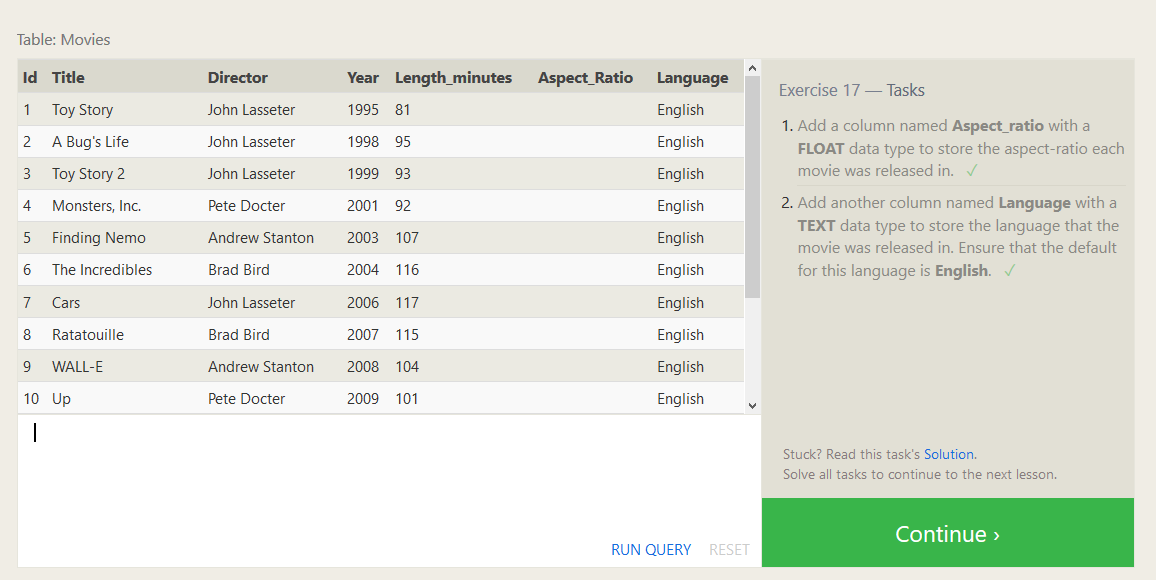 Table: Movies
Id Title Director Year Length_minutes Aspect_Ratio Language
1 Toy Story John Lasseter 1995 81 English
2 A Bug's Life John Lasseter 1998 95 English
3 Toy Story 2 John Lasseter 1999 93 English
4 Monsters, Inc. Pete Docter 2001 92 English
5 Finding Nemo Andrew Stanton 2003 107 English
6 The Incredibles Brad Bird 2004 116 English
7 Cars John Lasseter 2006 117 English
8 Ratatouille Brad Bird 2007 115 English
9 WALL-E Andrew Stanton 2008 104 English
10 Up Pete Docter 2009 101 English
RUN QUERY RESET
Exercise 17 — Tasks
1. Add a column named Aspect_ratio with a
FLOAT data type to store the aspect-ratio each
movie was released in. ✓
2. Add another column named Language with a
TEXT data type to store the language that the
movie was released in. Ensure that the default
for this language is English. ✓
Stuck? Read this task's Solution.
Solve all tasks to continue to the next lesson.
Continue ›